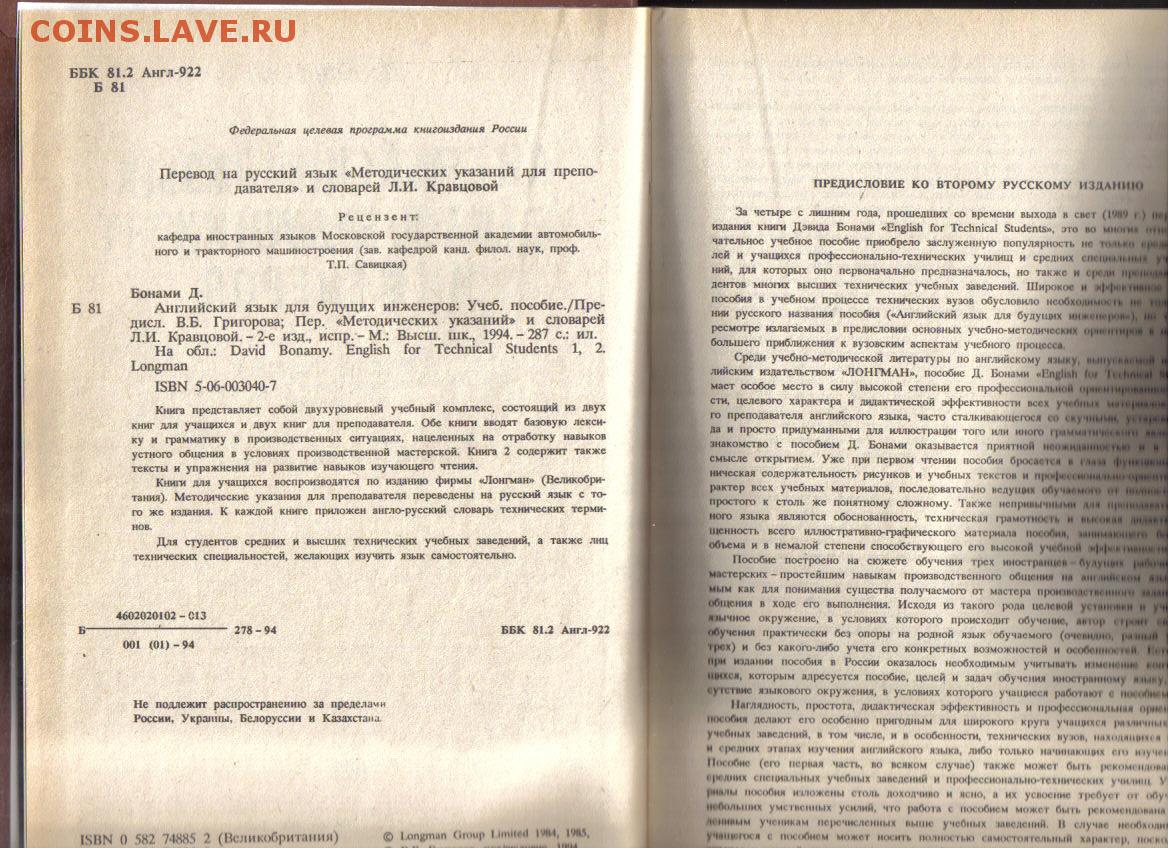 COINS.LAVE.RU
ББК 81.2 Англ-922
Б 81
Федеральная целевая программа книгоиздания России
Перевод на русский язык «Методических указаний для препо-
давателя» и словарей Л.И. Кравцовой
Рецензент:
кафедра иностранных языков Московской государственной академии автомобиль-
ного и тракторного машиностроения (зав. кафедрой канд. филол. наук, проф.
Т.П. Савицкая)
Бонами Д.
Б 81 Английский язык для будущих инженеров: Учеб. пособие./Пре-
дисл. В.Б. Григорова; Пер. «Методических указаний» и словарей
Л.И. Кравцовой. – 2-е изд., испр. – М.: Высш. шк., 1994. – 287 с.: ил.
На обл.: David Bonamy. English for Technical Students 1, 2.
Longman
ISBN 5-06-003040-7
Книга представляет собой двухуровневый учебный комплекс, состоящий из двух
книг для учащихся и двух книг для преподавателя. Обе книги вводят базовую лекси-
ку и грамматику в производственных ситуациях, нацеленных на отработку навыков
устного общения в условиях производственной мастерской. Книга 2 содержит также
тексты и упражнения на развитие навыков изучающего чтения.
Книги для учащихся воспроизводятся по изданию фирмы «Лонгман» (Великобри-
тания). Методические указания для преподавателя переведены на русский язык с то-
го же издания. К каждой книге приложен англо-русский словарь технических терми-
нов.
Для студентов средних и высших технических учебных заведений, а также лиц
технических специальностей, желающих изучить язык самостоятельно.
4602020102 – 013
Б 278 – 94
001 (01) – 94
ББК 81.2 Англ-922
Не подлежит распространению за пределами
России, Украины, Белоруссии и Казахстана.
ISBN 0 582 74885 2 (Великобритания)
© Longman Group Limited 1984, 1985,
ПРЕДИСЛОВИЕ КО ВТОРОМУ РУССКОМУ ИЗДАНИЮ
За четыре с лишним года, прошедших со времени выхода в свет (1989 г.)
издания книги Дэвида Бонами «English for Technical Students», это во многих
чательное учебное пособие приобрело заслуженную популярность не только
лей и учащихся профессионально-технических училищ и средних специальных
ний, для которых оно первоначально предназначалось, но также и среди
дентов многих высших технических учебных заведений. Широкое и эффективное
пособия в учебном процессе технических вузов обусловило необходимость не
нии русского названия пособия («Английский язык для будущих инженеров»), но
ресмотре излагаемых в предисловии основных учебно-методических ориентиров
большего приближения к вузовским аспектам учебного процесса.
Среди учебно-методической литературы по английскому языку, выпускаемой
лийским издательством «ЛОНГМАН», пособие Д. Бонами «English for Technical
мает особое место в силу высокой степени его профессиональной
сти, целевого характера и дидактической эффективности всех учебных
го преподавателя английского языка, часто сталкивающегося со скучными,
да и просто придуманными для иллюстрации того или иного грамматического
знакомство с пособием Д. Бонами оказывается приятной неожиданностью и в
смысле открытием. Уже при первом чтении пособия бросается в глаза
ническая содержательность рисунков и учебных текстов и
рактер всех учебных материалов, последовательно ведущих обучаемого от
простого к столь же понятному сложному. Также непривычными для
ного языка являются обоснованность, техническая грамотность и высокая
щенность всего иллюстративно-графического материала пособия, занимающего
объема и в немалой степени способствующего его высокой учебной эффективности
Пособие построено на сюжете обучения трех иностранцев – будущих
мастерских – простейшим навыкам производственного общения на английском
мым как для понимания существа получаемого от мастера производственного
общения в ходе его выполнения. Исходя из такого рода целевой установки и
язычное окружение, в условиях которого происходит обучение, автор строит
обучения практически без опоры на родной язык обучаемого (очевидно, разный
трех) и без какого-либо учета его конкретных возможностей и особенностей.
при издании пособия в России оказалось необходимым учитывать изменение
щихся, которым адресуется пособие, целей и задач обучения иностранному языку,
сутствие языкового окружения, в условиях которого учащиеся работают с пособием
Наглядность, простота, дидактическая эффективность и профессиональная
пособия делают его особенно пригодным для широкого круга учащихся различных
учебных заведений, в том числе, и в особенности, технических вузов, находящихся
и средних этапах изучения английского языка, либо только начинающих его
Пособие (его первая часть, во всяком случае) также может быть
средних специальных учебных заведений и профессионально-технических училищ. У
риалы пособия изложены столь доходчиво и ясно, а их усвоение требует от
небольших умственных усилий, что работа с пособием может быть рекомендована
ученикам перечисленных выше учебных заведений. В случае
учащегося с пособием может носить полностью самостоятельный характер,